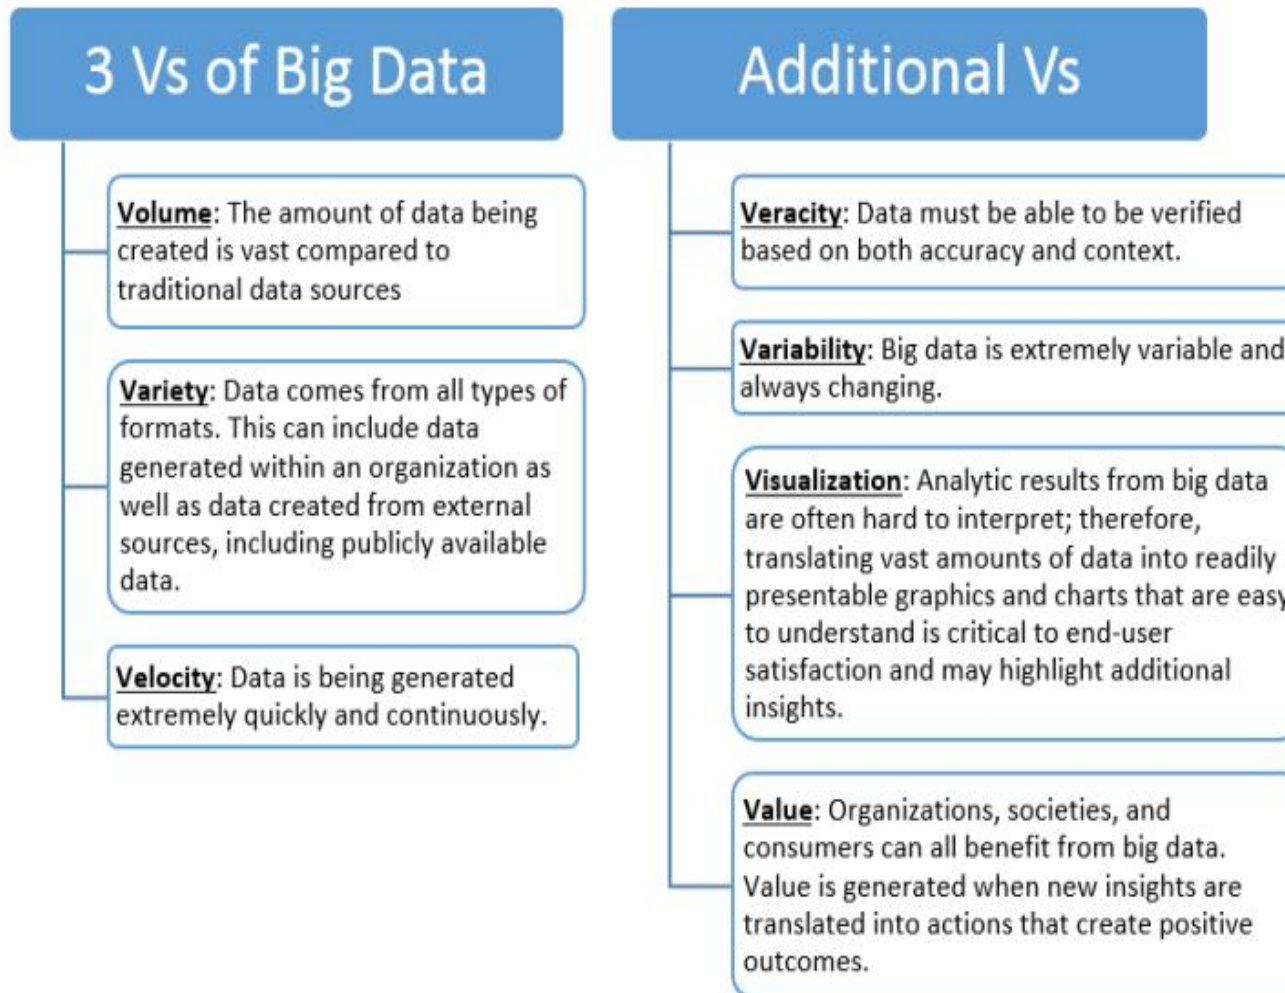 3 Vs of Big Data
Volume: The amount of data being
created is vast compared to
traditional data sources
Variety: Data comes from all types of
formats. This can include data
generated within an organization as
well as data created from external
sources, including publicly available
data.
Velocity: Data is being generated
extremely quickly and continuously.
Additional Vs
Veracity: Data must be able to be verified
based on both accuracy and context.
Variability: Big data is extremely variable and
always changing.
Visualization: Analytic results from big data
are often hard to interpret; therefore,
translating vast amounts of data into readily
presentable graphics and charts that are easy
to understand is critical to end-user
satisfaction and may highlight additional
insights.
Value: Organizations, societies, and
consumers can all benefit from big data.
Value is generated when new insights are
translated into actions that create positive
outcomes.